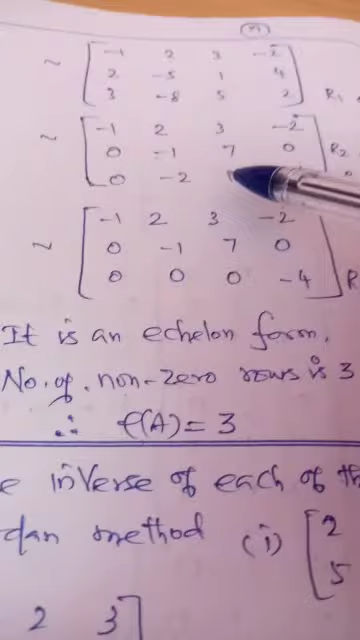 ~ -1 2 3 -2
2 -5 1 4
3 -8 5 2 R1
~ -1 2 3 -2
0 -1 7 0 R2
0 -2
~ -1 2 3 -2
0 -1 7 0
0 0 0 -4 R
It is an echelon form.
No. of. non-zero rows is 3
∴ ρ(A) = 3
e inverse of each of th
dan method (i) [2
5
2 3]